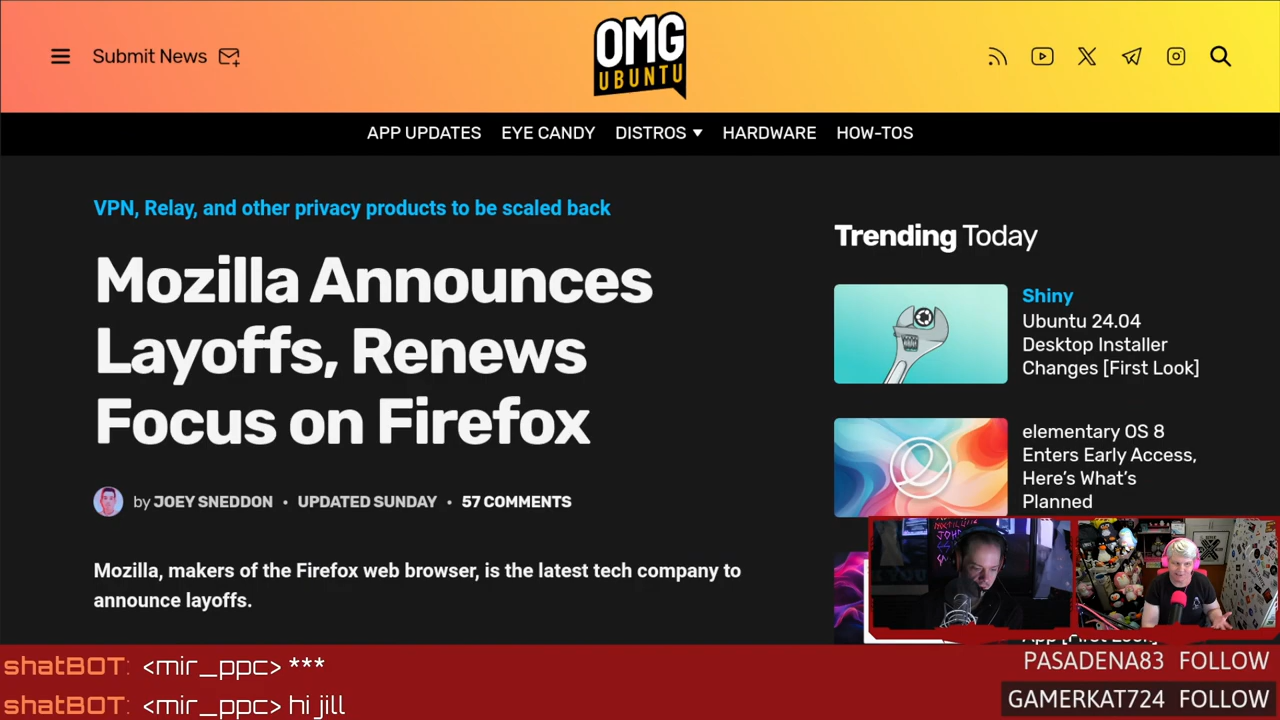 Submit News
OMG
UBUNTU
APP UPDATES EYE CANDY DISTROS HARDWARE HOW-TOS
VPN, Relay, and other privacy products to be scaled back
Mozilla Announces
Layoffs, Renews
Focus on Firefox
by JOEY SNEDDON • UPDATED SUNDAY • 57 COMMENTS
Mozilla, makers of the Firefox web browser, is the latest tech company to
announce layoffs.
Trending Today
Shiny
Ubuntu 24.04
Desktop Installer
Changes [First Look]
elementary OS 8
Enters Early Access,
Here's What's
Planned
App [First Look]
shatBOT: <mir_ppc> ***
shatBOT: <mir_ppc> hi jill
PASADENA83 FOLLOW
GAMERKAT724 FOLLOW